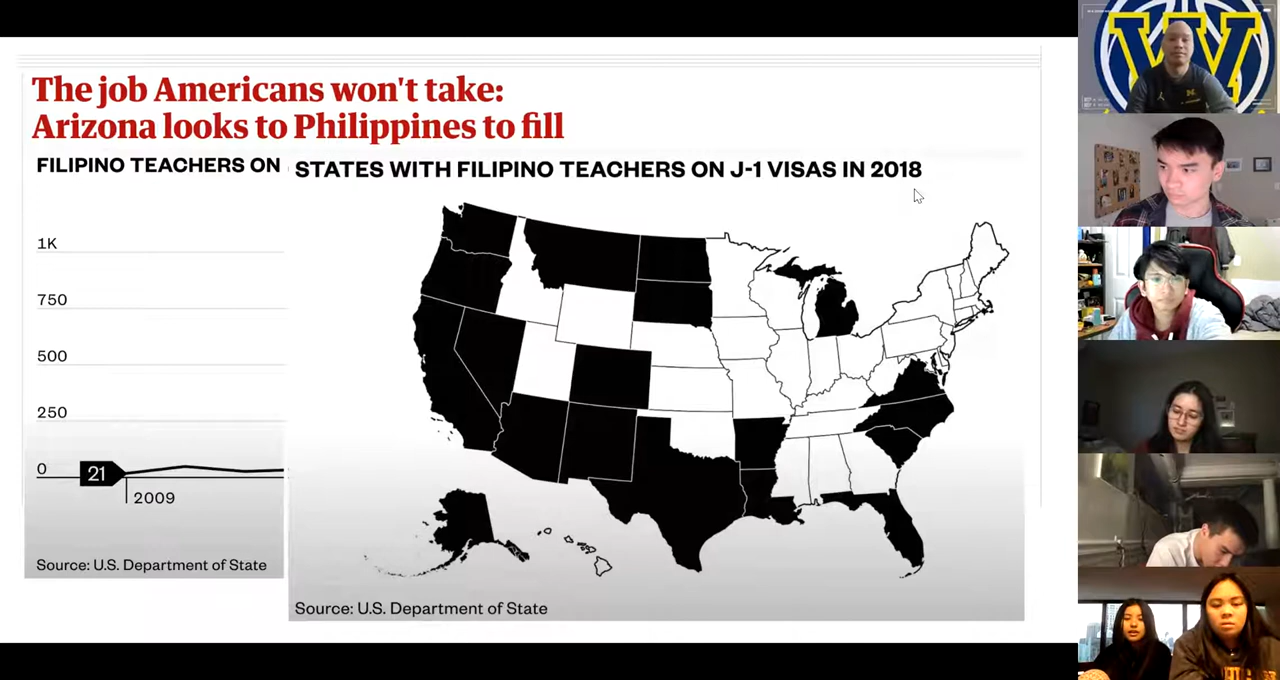 The job Americans won't take:
Arizona looks to Philippines to fill
FILIPINO TEACHERS ON
STATES WITH FILIPINO TEACHERS ON J-1 VISAS IN 2018
1K
750
500
250
0
21
2009
Source: U.S. Department of State
Source: U.S. Department of State
W